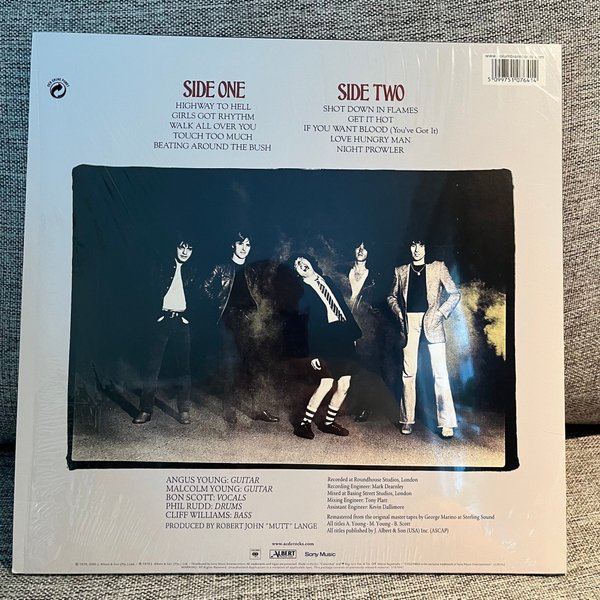 SIDE ONE
HIGHWAY TO HELL
GIRLS GOT RHYTHM
WALK ALL OVER YOU
TOUCH TOO MUCH
BEATING AROUND THE BUSH
SIDE TWO
SHOT DOWN IN FLAMES
GET IT HOT
IF YOU WANT BLOOD (You've Got It)
LOVE HUNGRY MAN
NIGHT PROWLER
5 099751 076414
ANGUS YOUNG: GUITAR
MALCOLM YOUNG: GUITAR
BON SCOTT: VOCALS
PHIL RUDD: DRUMS
CLIFF WILLIAMS: BASS
PRODUCED BY ROBERT JOHN "MUTT" LANGE
Recorded at Roundhouse Studios, London
Recording Engineer: Mark Dearnley
Mixed at Basing Street Studios, London
Mixing Engineer: Tony Platt
Assistant Engineer: Kevin Dallimore
Remastered from the original master tapes by George Marino at Sterling Sound
All titles A. Young - M. Young - B. Scott
All titles published by J. Albert & Son (USA) Inc. (ASCAP)
www.acdcrocks.com
ALBERT
Sony Music